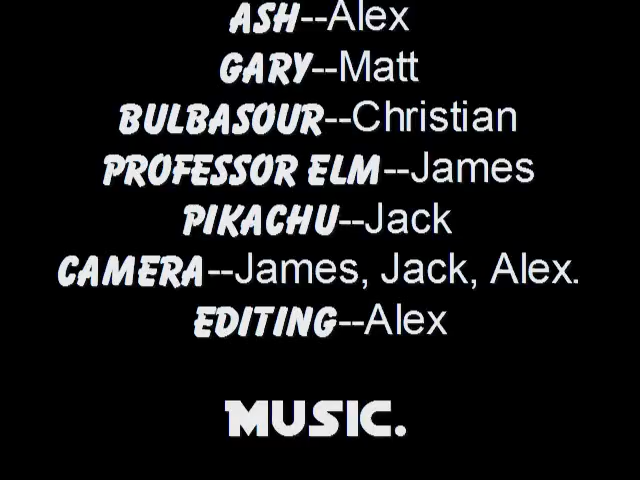 ASH--Alex
GARY--Matt
BULBASOUR--Christian
PROFESSOR ELM--James
PIKACHU--Jack
CAMERA--James, Jack, Alex.
EDITING--Alex
MUSIC.